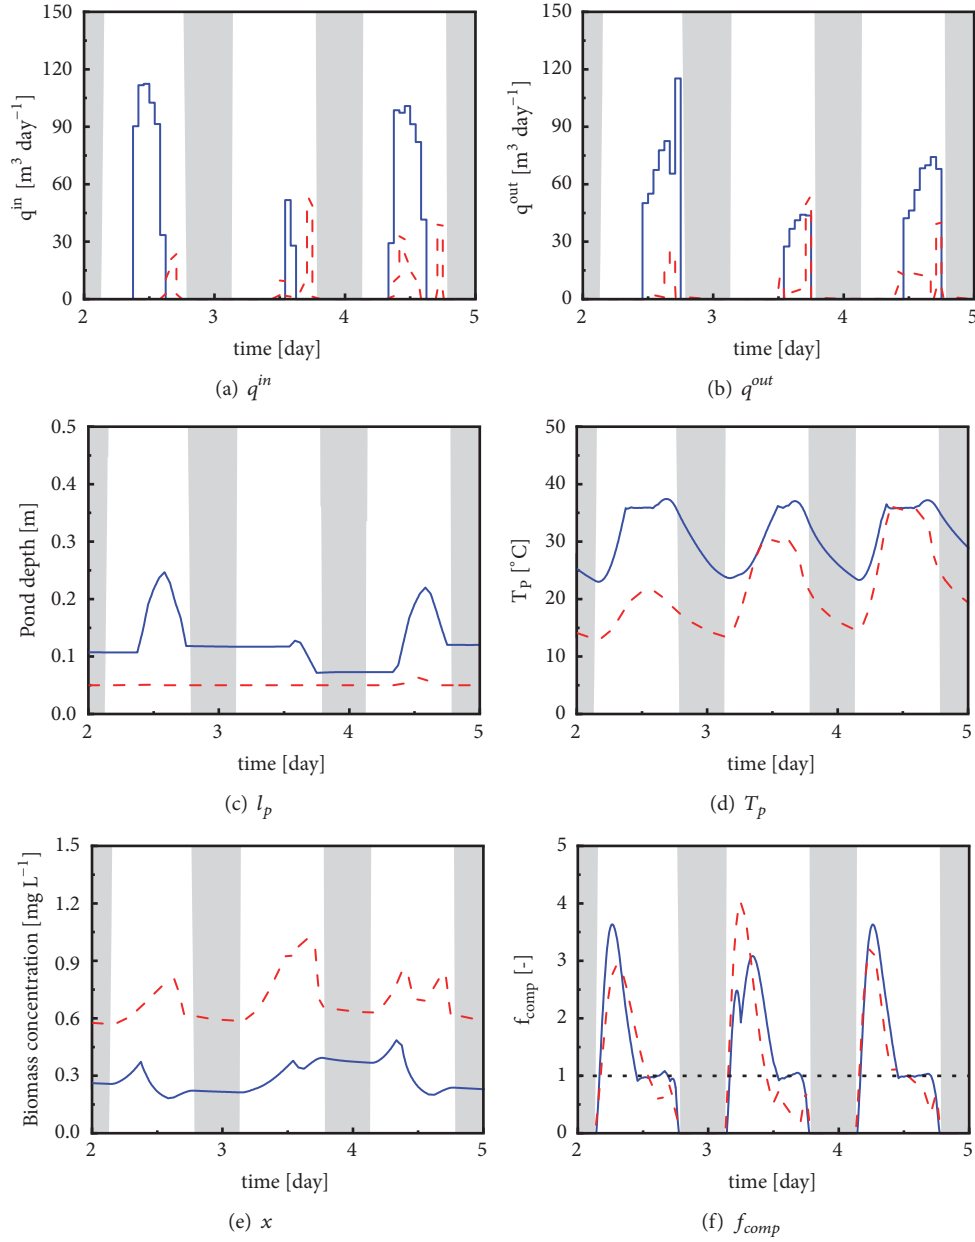 150
120
90
60
30
0
q^in [m³ day⁻¹]
2 3 4 5
time [day]
(a) q^in
150
120
90
60
30
0
q^out [m³ day⁻¹]
2 3 4 5
time [day]
(b) q^out
0.5
0.4
0.3
0.2
0.1
0.0
Pond depth [m]
2 3 4 5
time [day]
(c) l_p
50
40
30
20
10
0
T_P [°C]
2 3 4 5
time [day]
(d) T_p
1.5
1.2
0.9
0.6
0.3
0.0
Biomass concentration [mg L⁻¹]
2 3 4 5
time [day]
(e) x
5
4
3
2
1
0
f_comp [-]
2 3 4 5
time [day]
(f) f_comp